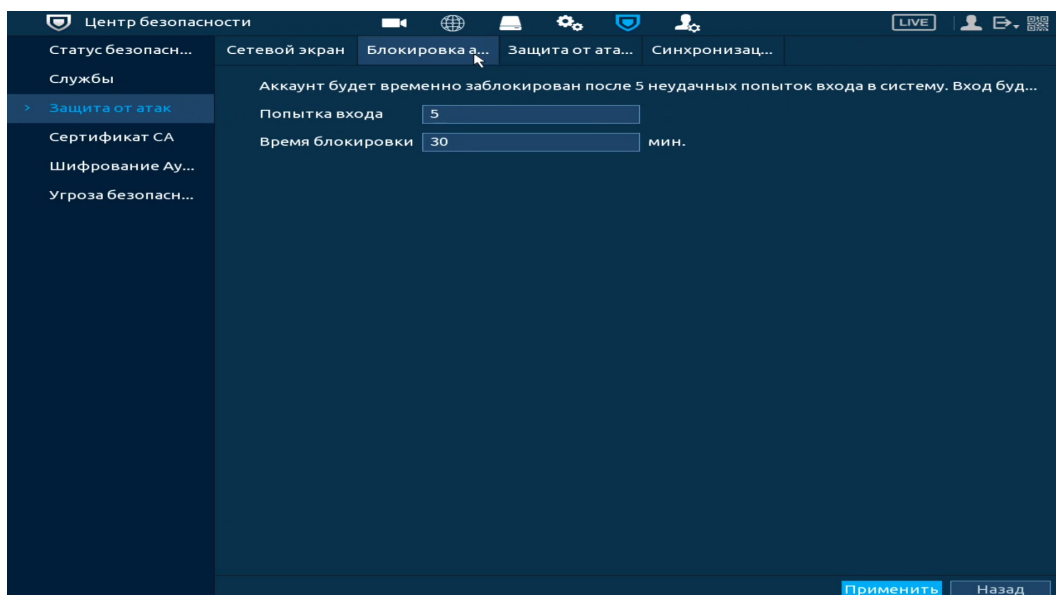 Центр безопасности
LIVE
Статус безопасн...
Службы
Защита от атак
Сертификат CA
Шифрование Ау...
Угроза безопасн...
Сетевой экран
Блокировка а...
Защита от ата...
Синхронизац...
Аккаунт будет временно заблокирован после 5 неудачных попыток входа в систему. Вход буд...
Попытка входа 5
Время блокировки 30 мин.
Применить
Назад